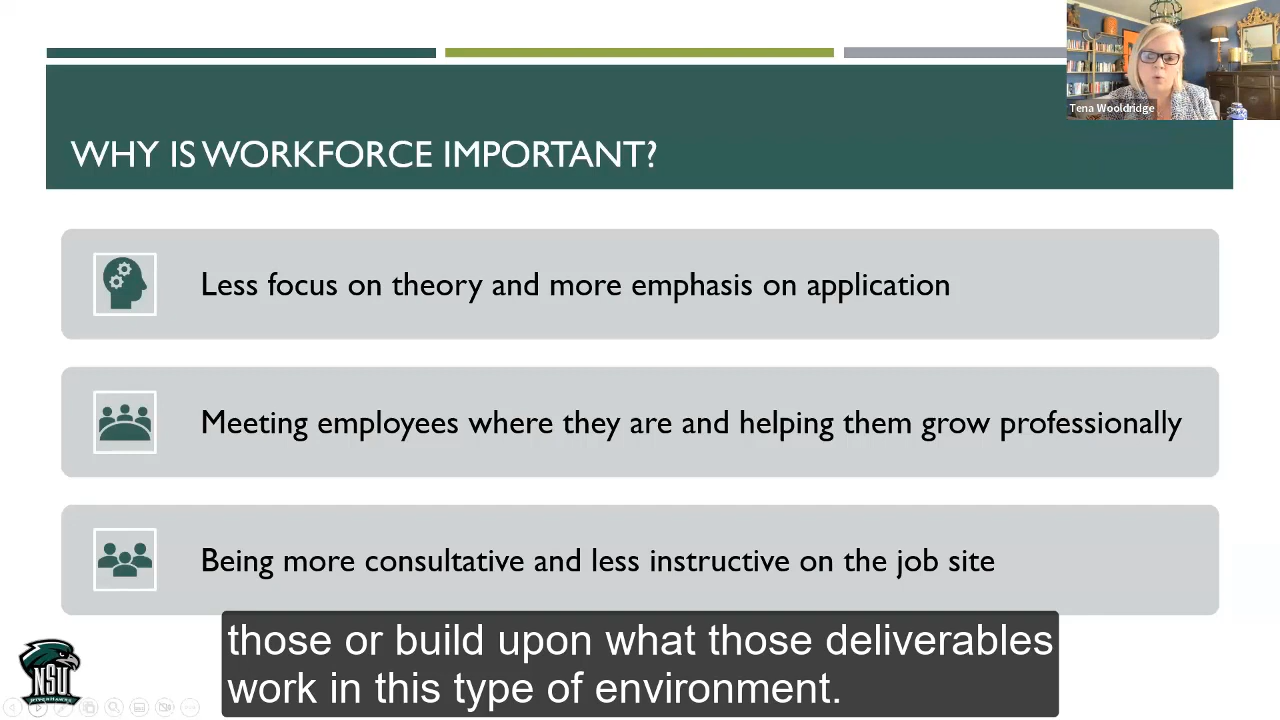 Tena Wooldridge
WHY IS WORKFORCE IMPORTANT?
Less focus on theory and more emphasis on application
Meeting employees where they are and helping them grow professionally
Being more consultative and less instructive on the job site
those or build upon what those deliverables
work in this type of environment.
NSU
RIVERHAWKS